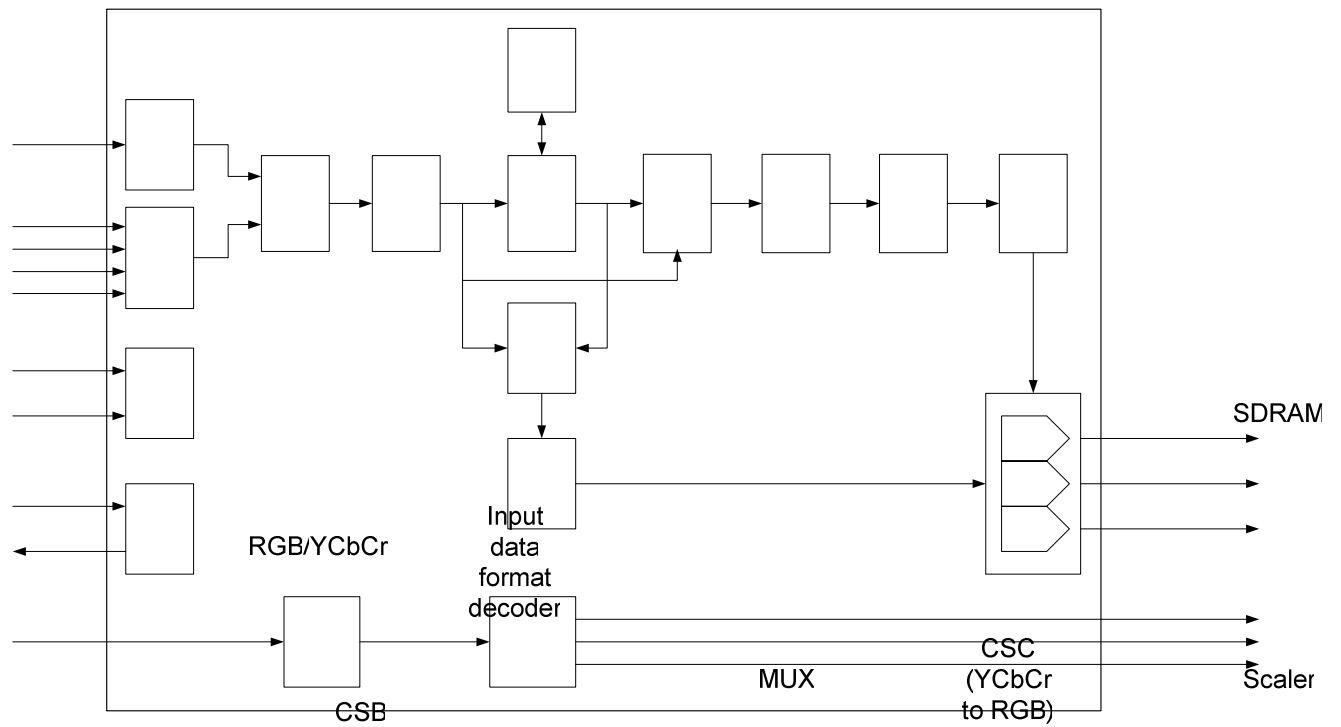 SDRAM
Input
data
format
decoder
RGB/YCbCr
CSC
(YCbCr
to RGB)
MUX
Scaler
CSB